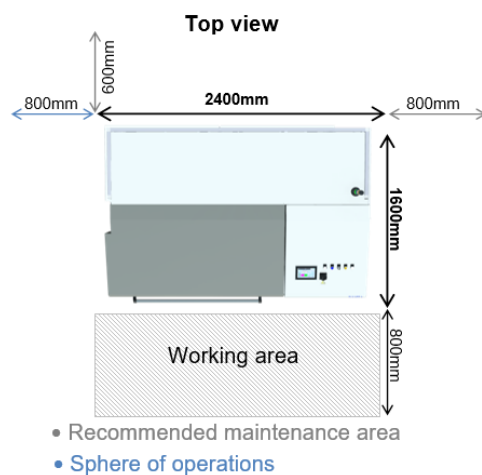 Top view
600mm
800mm
2400mm
800mm
1600mm
800mm
Working area
• Recommended maintenance area
• Sphere of operations